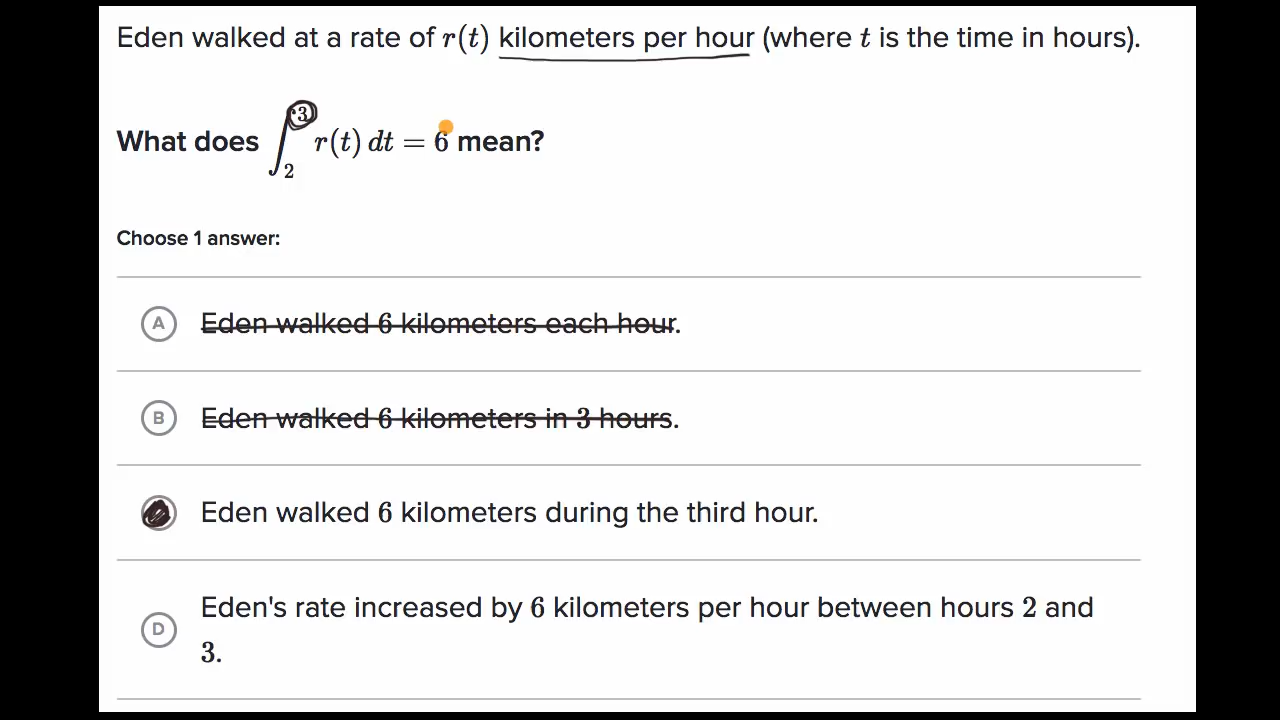 Eden walked at a rate of r(t) kilometers per hour (where t is the time in hours).
What does ∫₂³ r(t) dt = 6 mean?
Choose 1 answer:
A Eden walked 6 kilometers each hour.
B Eden walked 6 kilometers in 3 hours.
Eden walked 6 kilometers during the third hour.
D Eden's rate increased by 6 kilometers per hour between hours 2 and
3.